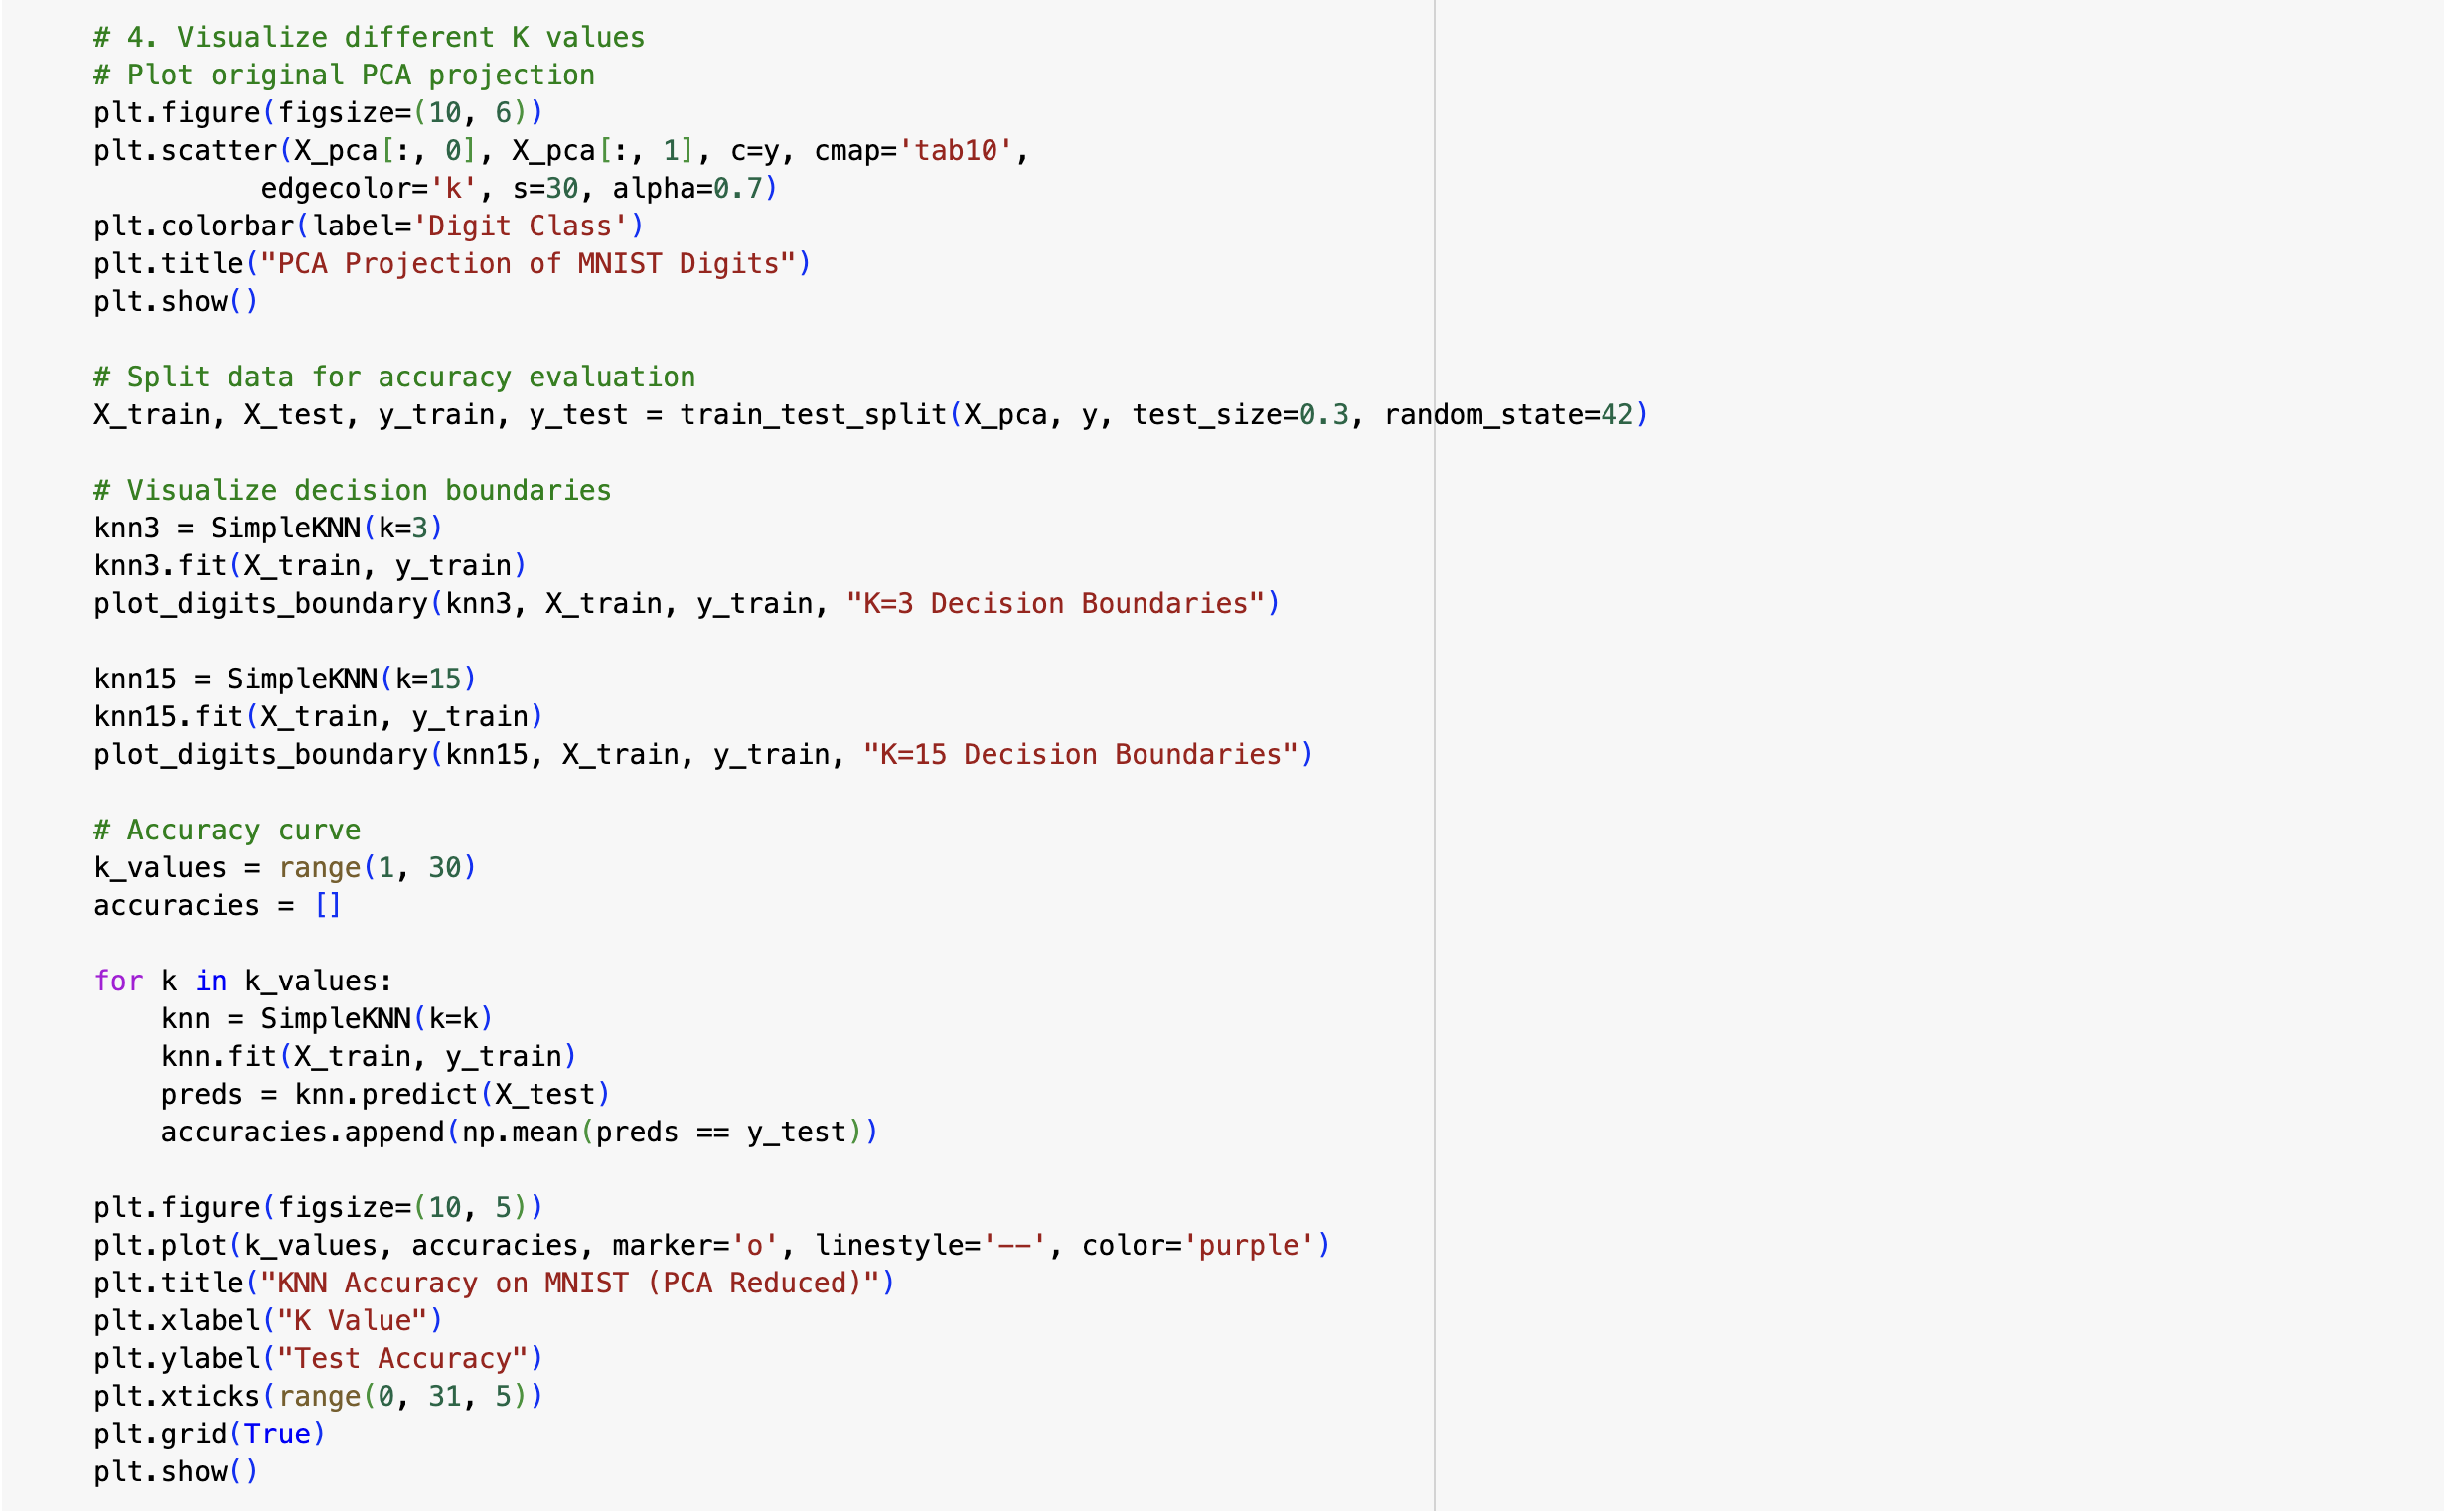 # 4. Visualize different K values
# Plot original PCA projection
plt.figure(figsize=(10, 6))
plt.scatter(X_pca[:, 0], X_pca[:, 1], c=y, cmap='tab10',
          edgecolor='k', s=30, alpha=0.7)
plt.colorbar(label='Digit Class')
plt.title("PCA Projection of MNIST Digits")
plt.show()

# Split data for accuracy evaluation
X_train, X_test, y_train, y_test = train_test_split(X_pca, y, test_size=0.3, random_state=42)

# Visualize decision boundaries
knn3 = SimpleKNN(k=3)
knn3.fit(X_train, y_train)
plot_digits_boundary(knn3, X_train, y_train, "K=3 Decision Boundaries")

knn15 = SimpleKNN(k=15)
knn15.fit(X_train, y_train)
plot_digits_boundary(knn15, X_train, y_train, "K=15 Decision Boundaries")

# Accuracy curve
k_values = range(1, 30)
accuracies = []

for k in k_values:
    knn = SimpleKNN(k=k)
    knn.fit(X_train, y_train)
    preds = knn.predict(X_test)
    accuracies.append(np.mean(preds == y_test))

plt.figure(figsize=(10, 5))
plt.plot(k_values, accuracies, marker='o', linestyle='--', color='purple')
plt.title("KNN Accuracy on MNIST (PCA Reduced)")
plt.xlabel("K Value")
plt.ylabel("Test Accuracy")
plt.xticks(range(0, 31, 5))
plt.grid(True)
plt.show()